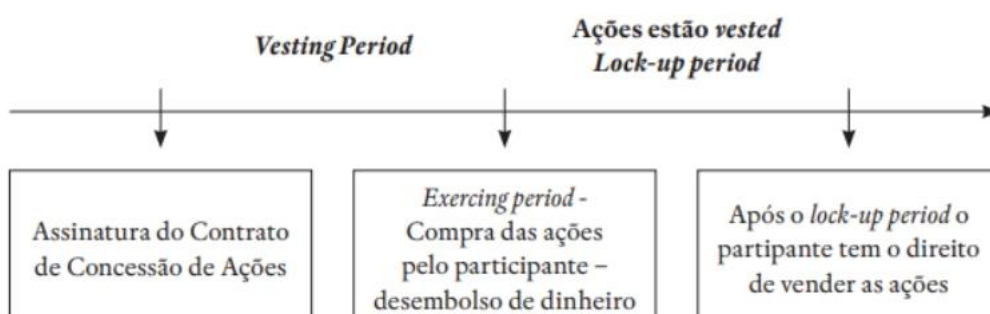 Vesting Period
Ações estão vested
Lock-up period
Assinatura do Contrato
de Concessão de Ações
Exercing period -
Compra das ações
pelo participante –
desembolso de dinheiro
Após o lock-up period o
partipante tem o direito
de vender as ações